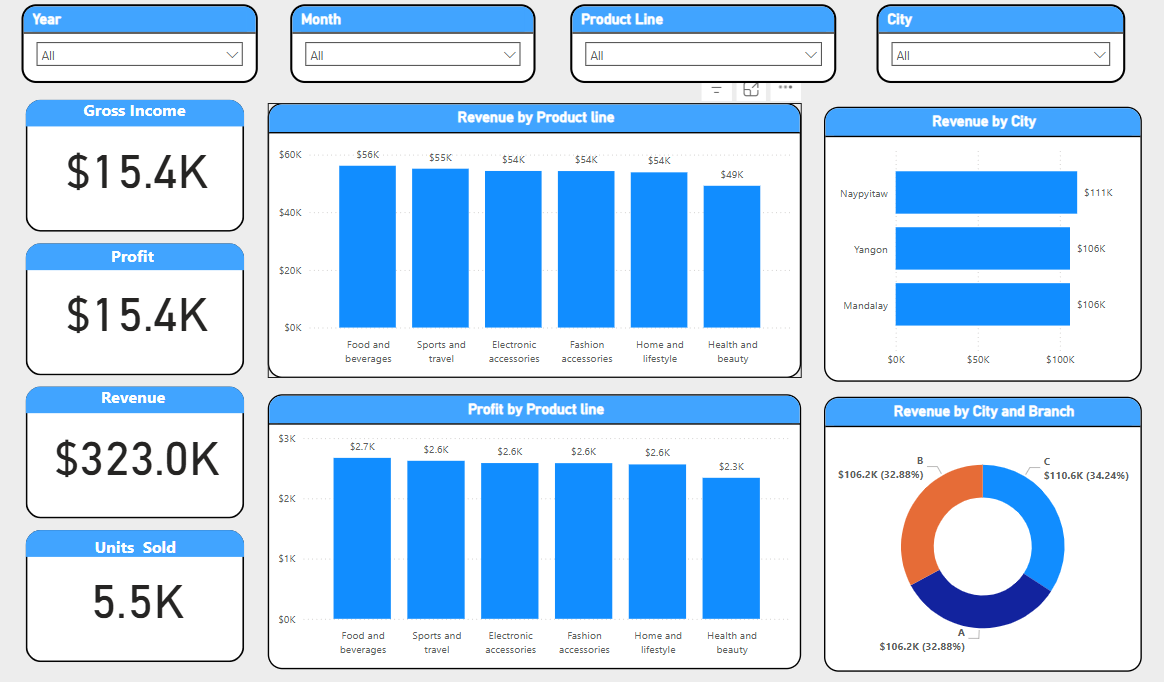 Year
All
Month
All
Product Line
All
City
All
Gross Income
$15.4K
Profit
$15.4K
Revenue
$323.0K
Units  Sold
5.5K
Revenue by Product line
$60K
$40K
$20K
$0K
$56K
$55K
$54K
$54K
$54K
$49K
Food and
beverages
Sports and
travel
Electronic
accessories
Fashion
accessories
Home and
lifestyle
Health and
beauty
Revenue by City
Naypyitaw
$111K
Yangon
$106K
Mandalay
$106K
$0K
$50K
$100K
Profit by Product line
$3K
$2K
$1K
$0K
$2.7K
$2.6K
$2.6K
$2.6K
$2.6K
$2.3K
Food and
beverages
Sports and
travel
Electronic
accessories
Fashion
accessories
Home and
lifestyle
Health and
beauty
Revenue by City and Branch
B
$106.2K (32.88%)
C
$110.6K (34.24%)
A
$106.2K (32.88%)